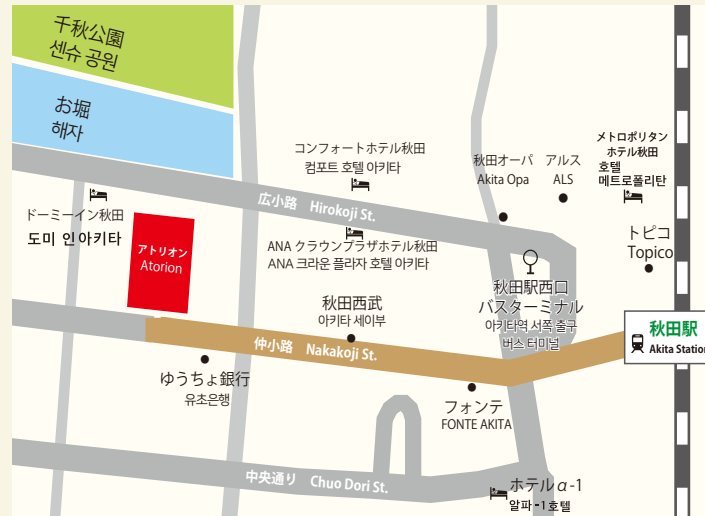 千秋公園
센슈 공원
お堀
해자
コンフォートホテル秋田
컴포트 호텔 아키타
秋田オーパ
Akita Opa
アルス
ALS
メトロポリタン
ホテル秋田
호텔
메트로폴리탄
ドーミーイン秋田
도미 인아키타
アトリオン
Atorion
広小路 Hirokoji St.
ANA クラウンプラザホテル秋田
ANA 크라운 플라자 호텔 아키타
トピコ
Topico
秋田駅西口
バスターミナル
아키타역 서쪽 출구
버스 터미널
秋田西武
아키타 세이부
秋田駅
Akita Station
仲小路 Nakakoji St.
ゆうちょ銀行
유초은행
フォンテ
FONTE AKITA
中央通り Chuo Dori St.
ホテルα-1
알파-1호텔